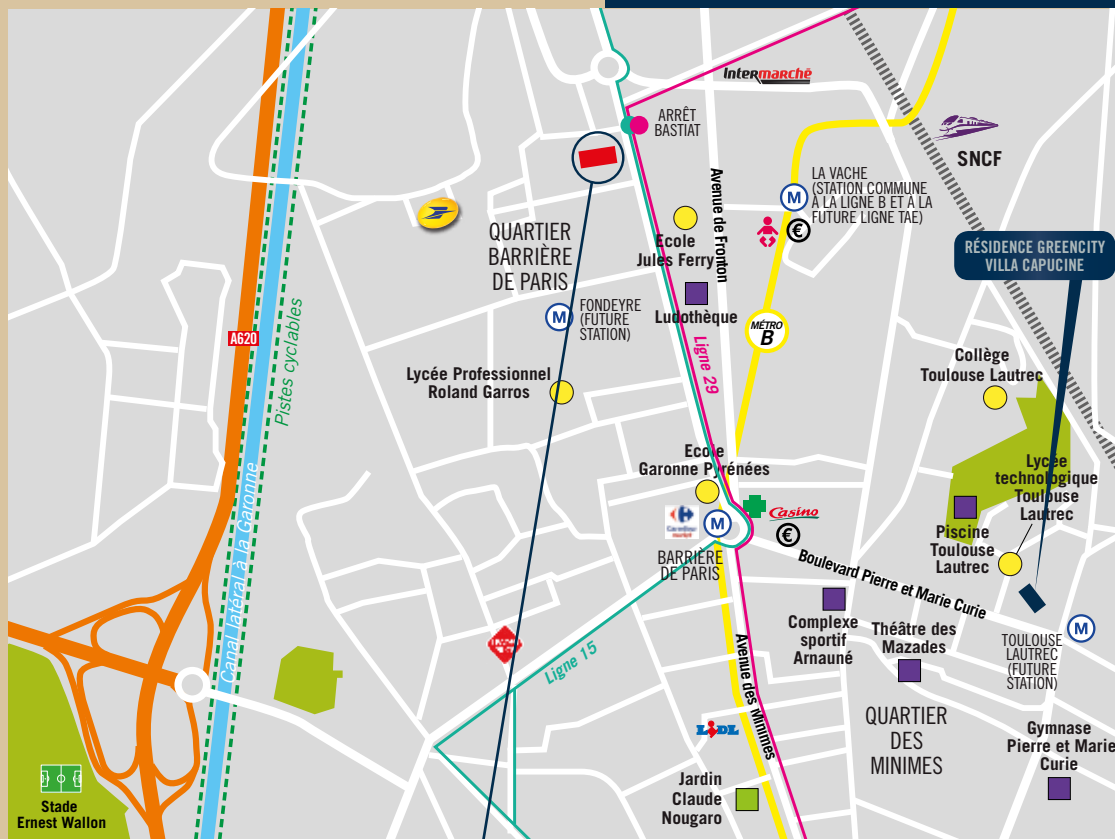 InterMarché
ARRÊT
BASTIAT
SNCF
LA VACHE
(STATION COMMUNE
À LA LIGNE B ET À LA
FUTURE LIGNE TAE)
M
€
Avenue de Fronton
QUARTIER
BARRIÈRE
DE PARIS
Ecole
Jules Ferry
RÉSIDENCE GREENCITY
VILLA CAPUCINE
Ludothèque
M
FONDEYRE
(FUTURE
STATION)
MÉTRO
B
A620
Pistes cyclables
Ligne 29
Collège
Toulouse Lautrec
Lycée Professionnel
Roland Garros
Ecole
Garonne Pyrénées
Lycée
technologique
Toulouse
Lautrec
Canal latéral à la Garonne
Carrefour
market
M
Casino
€
Piscine
Toulouse
Lautrec
BARRIÈRE
DE PARIS
Boulevard Pierre et Marie Curie
Complexe
sportif
Arnauné
Théâtre des
Mazades
M
TOULOUSE
LAUTREC
(FUTURE
STATION)
Ligne 15
Avenue des Minimes
LIDL
QUARTIER
DES
MINIMES
Gymnase
Pierre et Marie
Curie
Jardin
Claude
Nougaro
Stade
Ernest Wallon